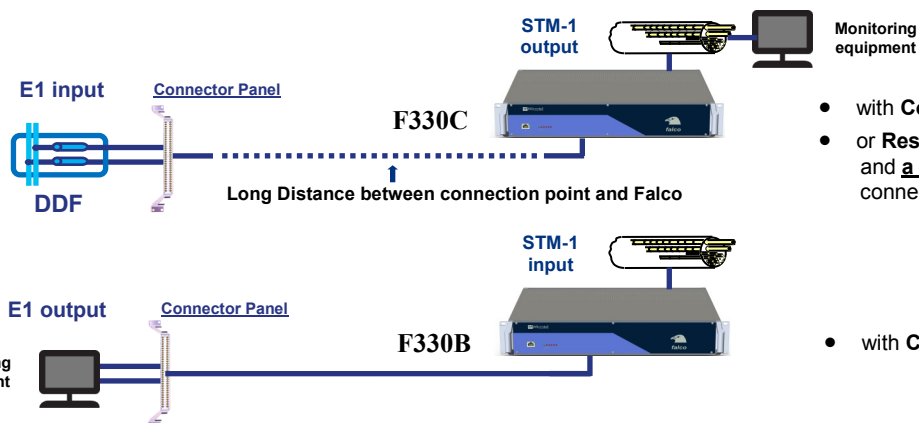 STM-1
output
Monitoring
equipment
E1 input
Connector Panel
F330C
falco
with
or
and a
DDF
Long Distance between connection point and Falco
STM-1
input
E1 output
Connector Panel
F330B
falco
with